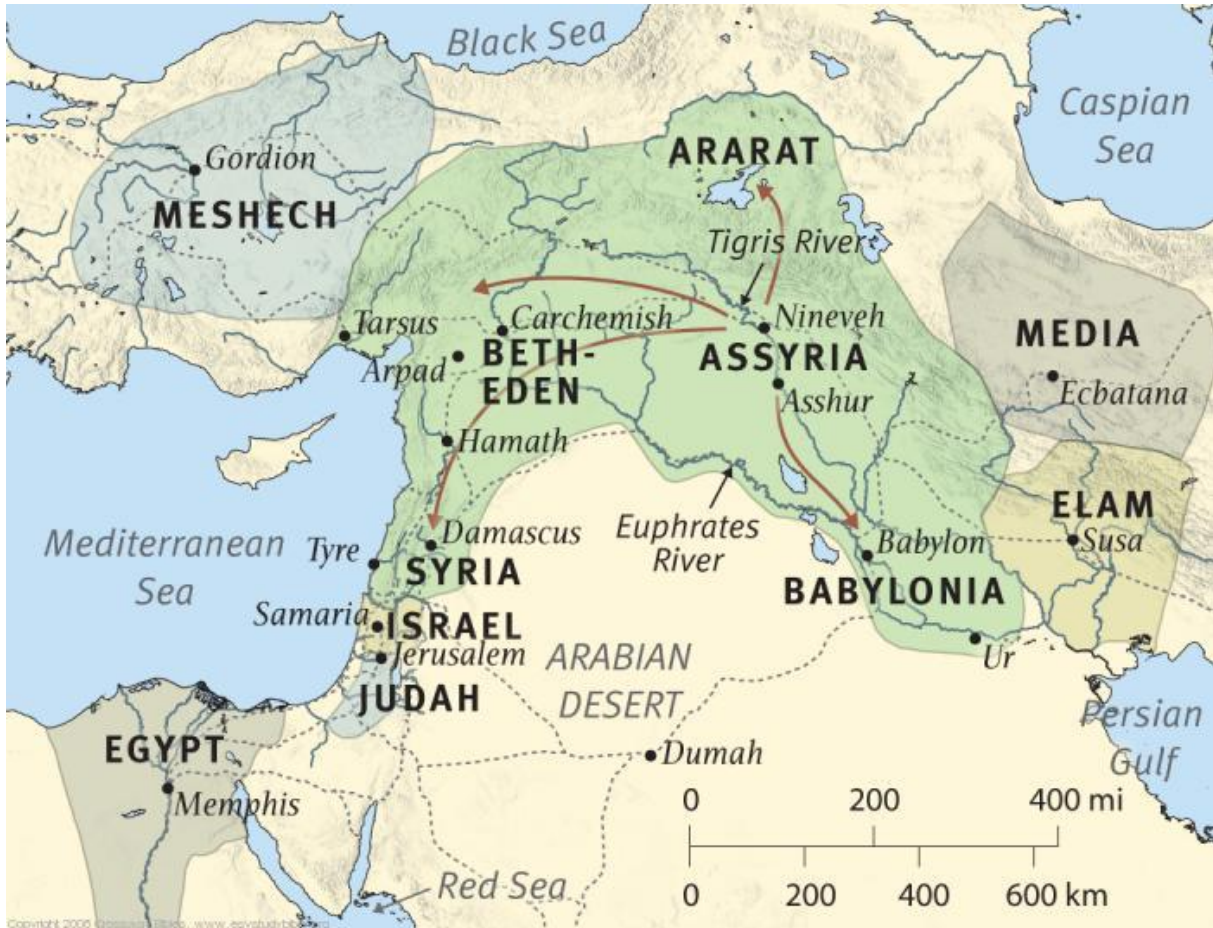 Black Sea
Caspian
Sea
ARARAT
Gordion
MESHECH
Tigris River
Tarsus
Carchemish
Nineveh
MEDIA
BETH-
EDEN
ASSYRIA
Arpad
Ecbatana
Asshur
Hamath
ELAM
Euphrates
River
Mediterranean
Sea
Damascus
Babylon
Susa
Tyre
SYRIA
BABYLONIA
Samaria
ISRAEL
Jerusalem
ARABIAN
DESERT
Ur
JUDAH
Persian
Gulf
EGYPT
Dumah
Memphis
0 200 400 mi
0 200 400 600 km
Red Sea